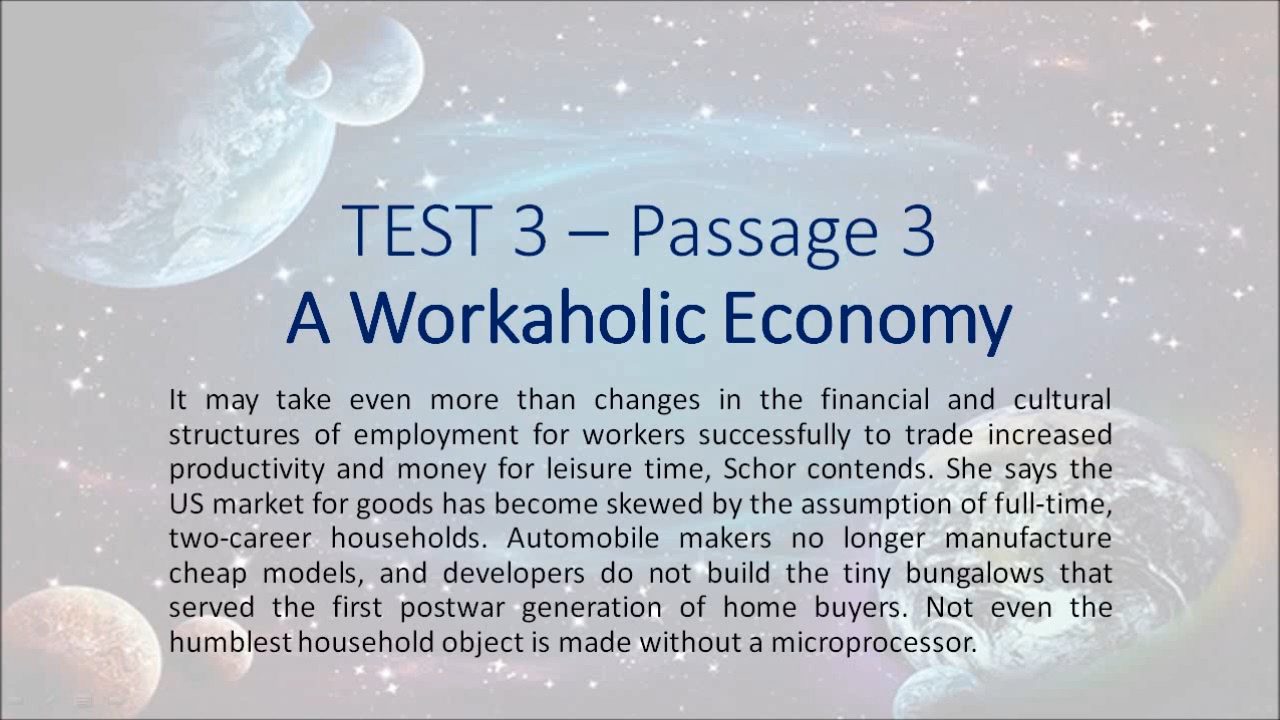 TEST 3 – Passage 3
A Workaholic Economy
It may take even more than changes in the financial and cultural
structures of employment for workers successfully to trade increased
productivity and money for leisure time, Schor contends. She says the
US market for goods has become skewed by the assumption of full-time,
two-career households. Automobile makers no longer manufacture
cheap models, and developers do not build the tiny bungalows that
served the first postwar generation of home buyers. Not even the
humblest household object is made without a microprocessor.